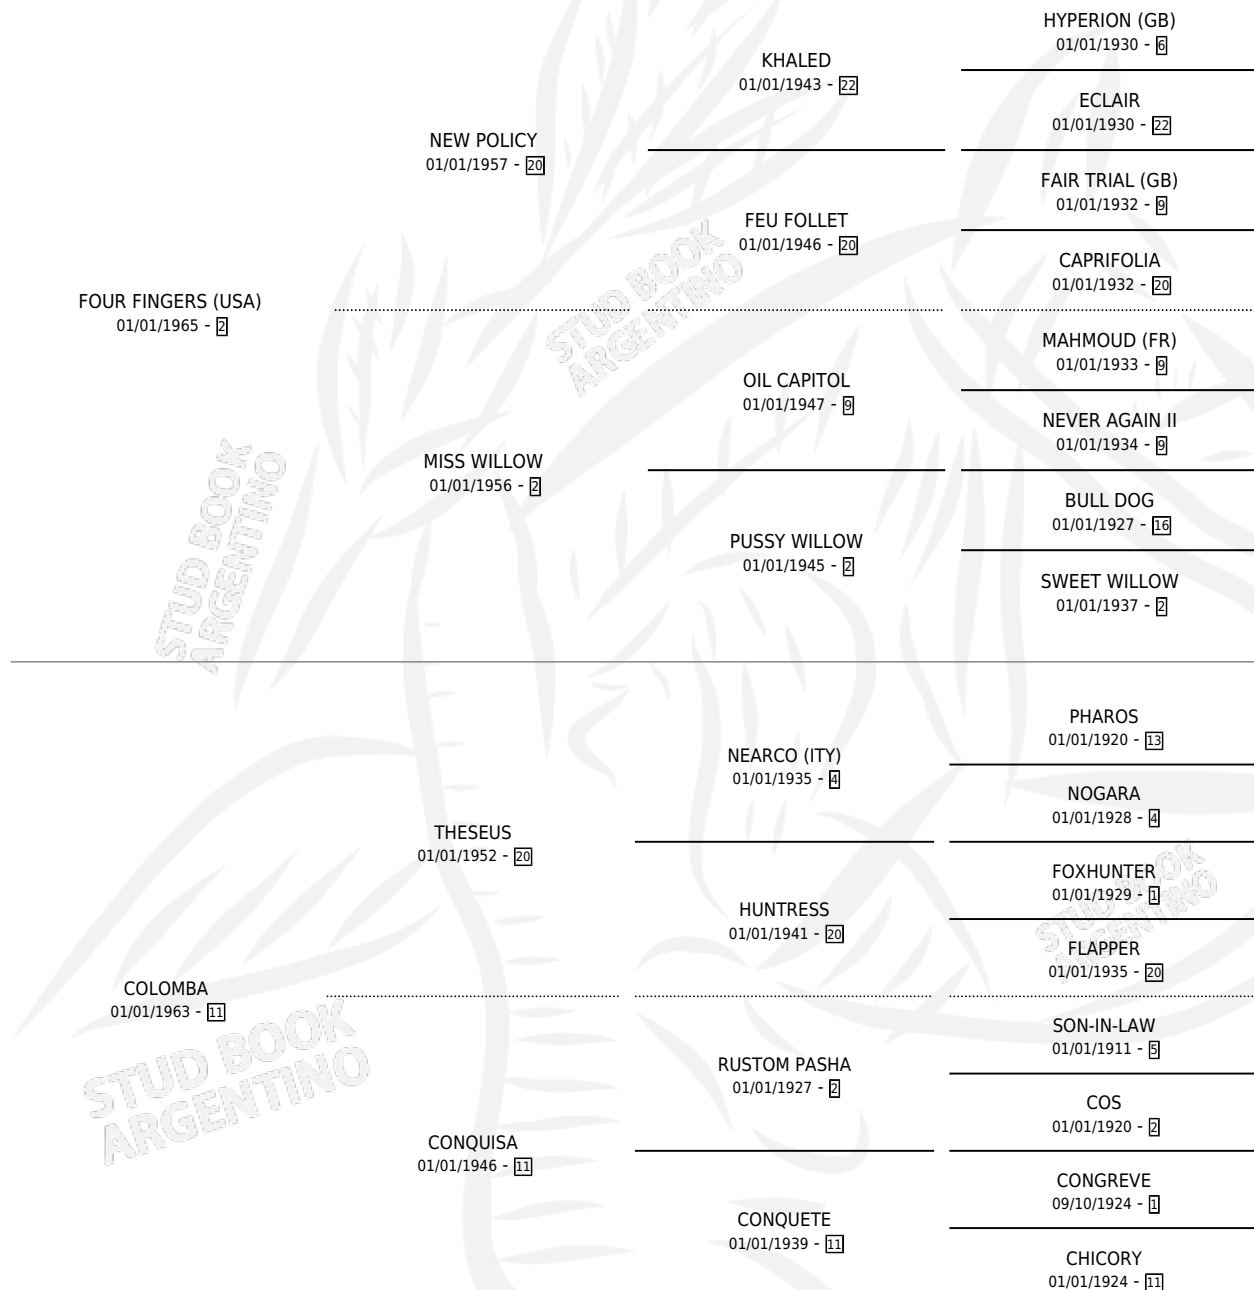 HYPERION (GB)
01/01/1930 - 6
KHALED
01/01/1943 - 22
ECLAIR
01/01/1930 - 22
NEW POLICY
01/01/1957 - 20
FAIR TRIAL (GB)
01/01/1932 - 9
FEU FOLLET
01/01/1946 - 20
CAPRIFOLIA
01/01/1932 - 20
FOUR FINGERS (USA)
01/01/1965 - 2
MAHMOUD (FR)
01/01/1933 - 9
OIL CAPITOL
01/01/1947 - 9
NEVER AGAIN II
01/01/1934 - 9
MISS WILLOW
01/01/1956 - 2
BULL DOG
01/01/1927 - 16
PUSSY WILLOW
01/01/1945 - 2
SWEET WILLOW
01/01/1937 - 2
PHAROS
01/01/1920 - 13
NEARCO (ITY)
01/01/1935 - 4
NOGARA
01/01/1928 - 4
THESEUS
01/01/1952 - 20
FOXHUNTER
01/01/1929 - 1
HUNTRESS
01/01/1941 - 20
FLAPPER
01/01/1935 - 20
COLOMBA
01/01/1963 - 11
SON-IN-LAW
01/01/1911 - 5
RUSTOM PASHA
01/01/1927 - 2
COS
01/01/1920 - 2
CONQUISA
01/01/1946 - 11
CONGREVE
09/10/1924 - 1
CONQUETE
01/01/1939 - 11
CHICORY
01/01/1924 - 11
STUD BOOK
ARGENTINO
STUD BOOK
ARGENTINO
STUD BOOK
ARGENTINO
STUD BOOK
ARGENTINO